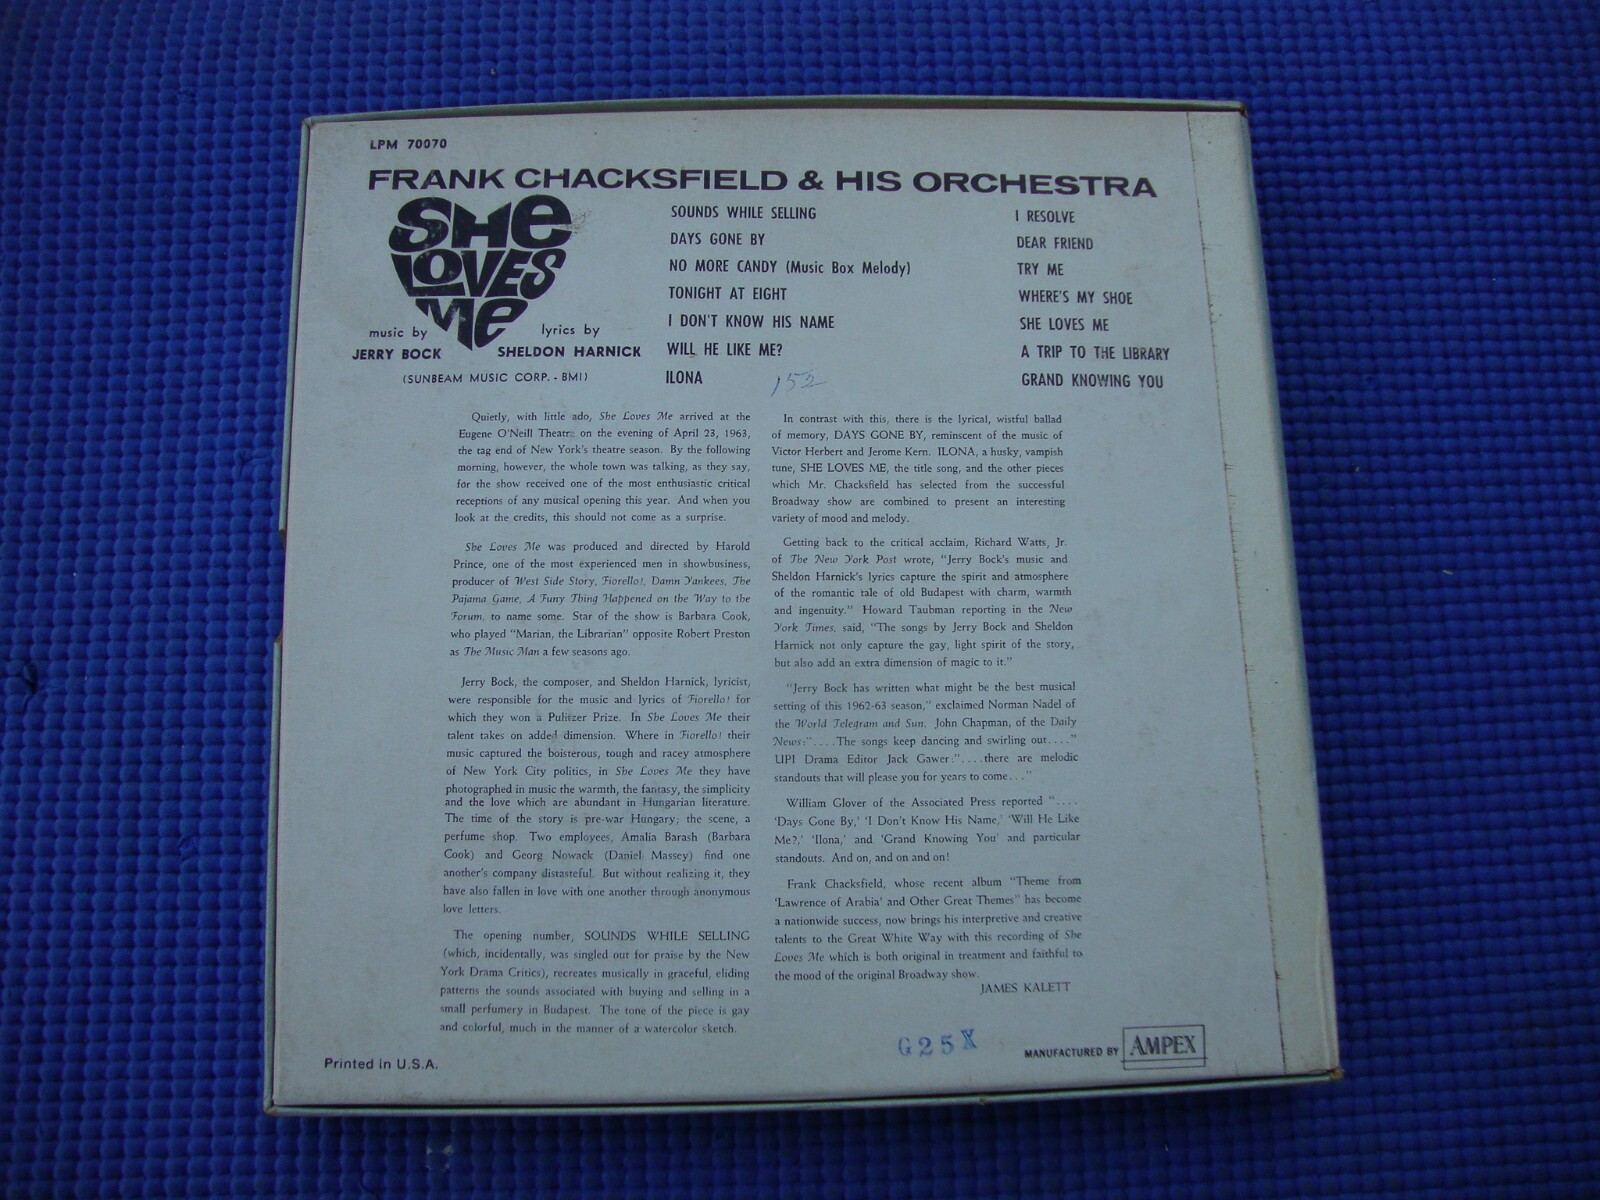 LPM 70070
FRANK CHACKSFIELD & HIS ORCHESTRA
SHe
LOVES
Me
music by
JERRY BOCK
lyrics by
SHELDON HARNICK
(SUNBEAM MUSIC CORP. - BMI)
SOUNDS WHILE SELLING
DAYS GONE BY
NO MORE CANDY (Music Box Melody)
TONIGHT AT EIGHT
I DON'T KNOW HIS NAME
WILL HE LIKE ME?
ILONA
152
I RESOLVE
DEAR FRIEND
TRY ME
WHERE'S MY SHOE
SHE LOVES ME
A TRIP TO THE LIBRARY
GRAND KNOWING YOU
Quietly, with little ado, She Loves Me arrived at the
Eugene O'Neill Theatre on the evening of April 23, 1963,
the tag end of New York's theatre season. By the following
morning, however, the whole town was talking, as they say,
for the show received one of the most enthusiastic critical
receptions of any musical opening this year. And when you
look at the credits, this should not come as a surprise.
She Loves Me was produced and directed by Harold
Prince, one of the most experienced men in showbusiness,
producer of West Side Story, Fiorello!, Damn Yankees, The
Pajama Game, A Funy Thing Happened on the Way to the
Forum, to name some. Star of the show is Barbara Cook,
who played "Marian, the Librarian" opposite Robert Preston
as The Music Man a few seasons ago.
Jerry Bock, the composer, and Sheldon Harnick, lyricist,
were responsible for the music and lyrics of Fiorello! for
which they won a Pulitzer Prize. In She Loves Me their
talent takes on added dimension. Where in Fiorello! their
music captured the boisterous, tough and racey atmosphere
of New York City politics, in She Loves Me they have
photographed in music the warmth, the fantasy, the simplicity
and the love which are abundant in Hungarian literature.
The time of the story is pre-war Hungary; the scene, a
perfume shop. Two employees, Amalia Barash (Barbara
Cook) and Georg Nowack (Daniel Massey) find one
another's company distasteful. But without realizing it, they
have also fallen in love with one another through anonymous
love letters.
The opening number, SOUNDS WHILE SELLING
(which, incidentally, was singled out for praise by the New
York Drama Critics), recreates musically in graceful, eliding
patterns the sounds associated with buying and selling in a
small perfumery in Budapest. The tone of the piece is gay
and colorful, much in the manner of a watercolor sketch.
In contrast with this, there is the lyrical, wistful ballad
of memory, DAYS GONE BY, reminscent of the music of
Victor Herbert and Jerome Kern. ILONA, a husky, vampish
tune, SHE LOVES ME, the title song, and the other pieces
which Mr. Chacksfield has selected from the successful
Broadway show are combined to present an interesting
variety of mood and melody.
Getting back to the critical acclaim, Richard Watts, Jr.
of The New York Post wrote, "Jerry Bock's music and
Sheldon Harnick's lyrics capture the spirit and atmosphere
of the romantic tale of old Budapest with charm, warmth
and ingenuity." Howard Taubman reporting in the New
York Times, said, "The songs by Jerry Bock and Sheldon
Harnick not only capture the gay, light spirit of the story,
but also add an extra dimension of magic to it."
"Jerry Bock has written what might be the best musical
setting of this 1962-63 season," exclaimed Norman Nadel of
the World Telegram and Sun. John Chapman, of the Daily
News:"....The songs keep dancing and swirling out...."
UPI Drama Editor Jack Gawer:"....there are melodic
standouts that will please you for years to come..."
William Glover of the Associated Press reported "....
'Days Gone By,' 'I Don't Know His Name,' 'Will He Like
Me?,' 'Ilona,' and 'Grand Knowing You' and particular
standouts. And on, and on and on!
Frank Chacksfield, whose recent album "Theme from
'Lawrence of Arabia' and Other Great Themes" has become
a nationwide success, now brings his interpretive and creative
talents to the Great White Way with this recording of She
Loves Me which is both original in treatment and faithful to
the mood of the original Broadway show.
JAMES KALETT
G25X
Printed in U.S.A.
MANUFACTURED BY AMPEX